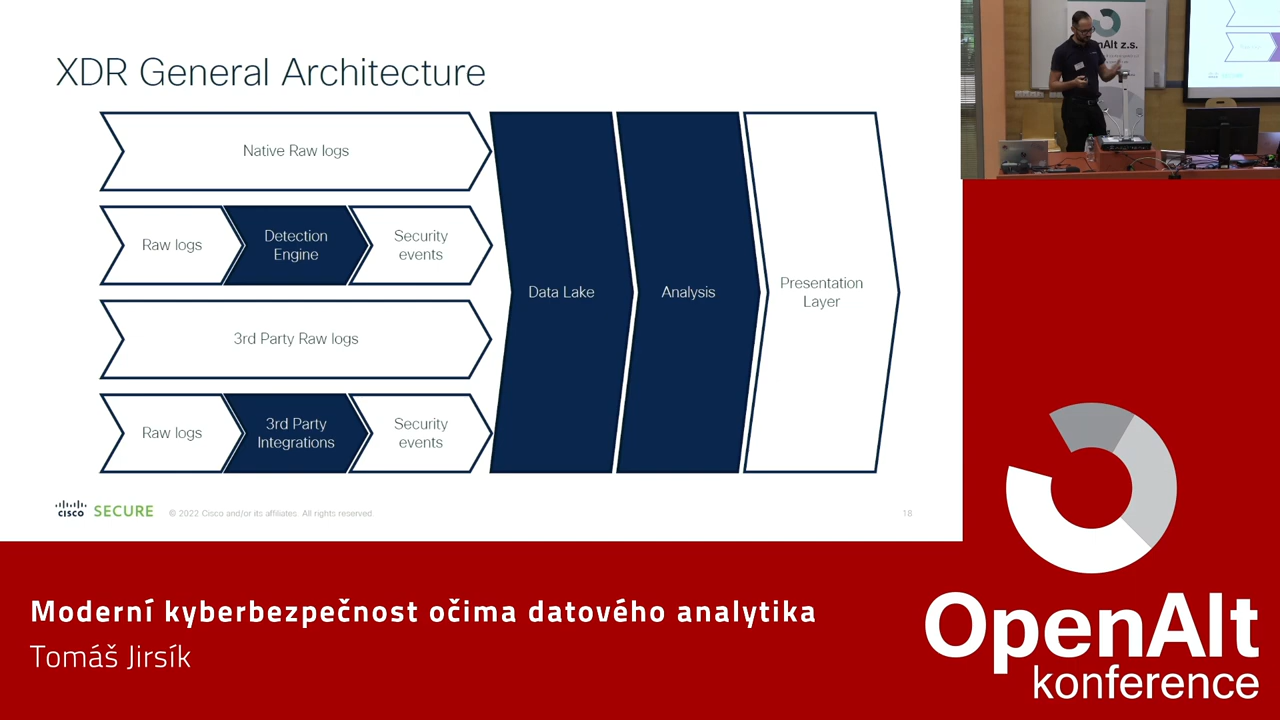 XDR General Architecture
Native Raw logs
Raw logs
Detection
Engine
Security
events
3rd Party Raw logs
Raw logs
3rd Party
Integrations
Security
events
Data Lake
Analysis
Presentation
Layer
CISCO SECURE
© 2022 Cisco and/or its affiliates. All rights reserved.
18
nAlt z.s.
Moderní kyberbezpečnost očima datového analytika
Tomáš Jirsík
OpenAlt
konference